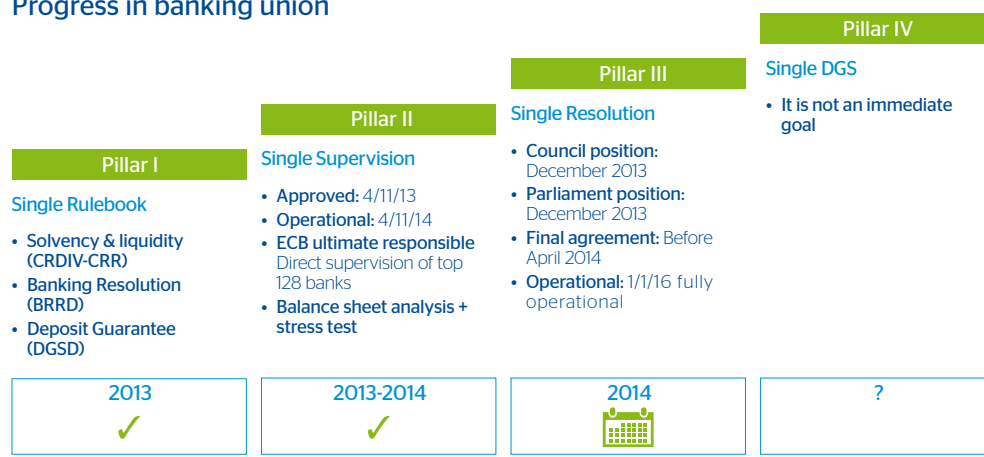 Progress in banking union
Pillar I
Single Rulebook
• Solvency & liquidity
(CRDIV-CRR)
• Banking Resolution
(BRRD)
• Deposit Guarantee
(DGSD)
2013
Pillar II
Single Supervision
• Approved: 4/11/13
• Operational: 4/11/14
• ECB ultimate responsible
Direct supervision of top
128 banks
• Balance sheet analysis +
stress test
2013-2014
Pillar III
Single Resolution
• Council position:
December 2013
• Parliament position:
December 2013
• Final agreement: Before
April 2014
• Operational: 1/1/16 fully
operational
2014
Pillar IV
Single DGS
• It is not an immediate
goal
?